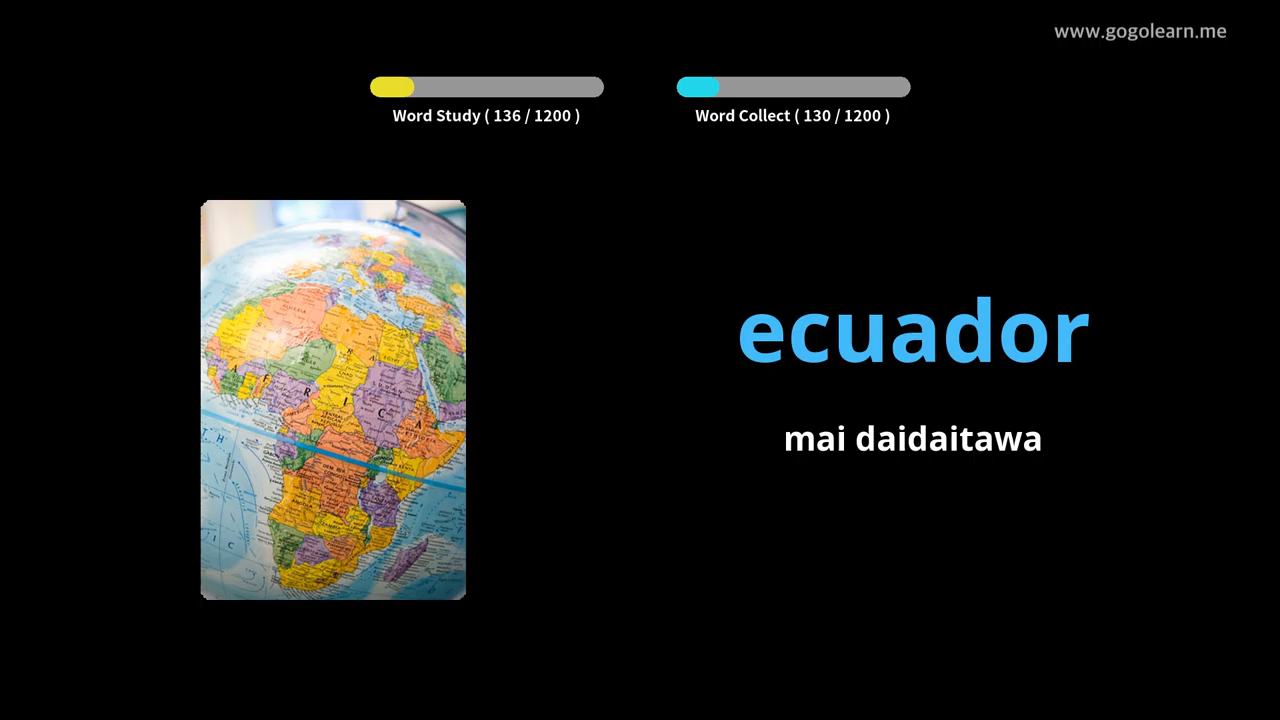 www.gogolearn.me
Word Study ( 136 / 1200 )
Word Collect ( 130 / 1200 )
ecuador
mai daidaitawa
A F R I C A